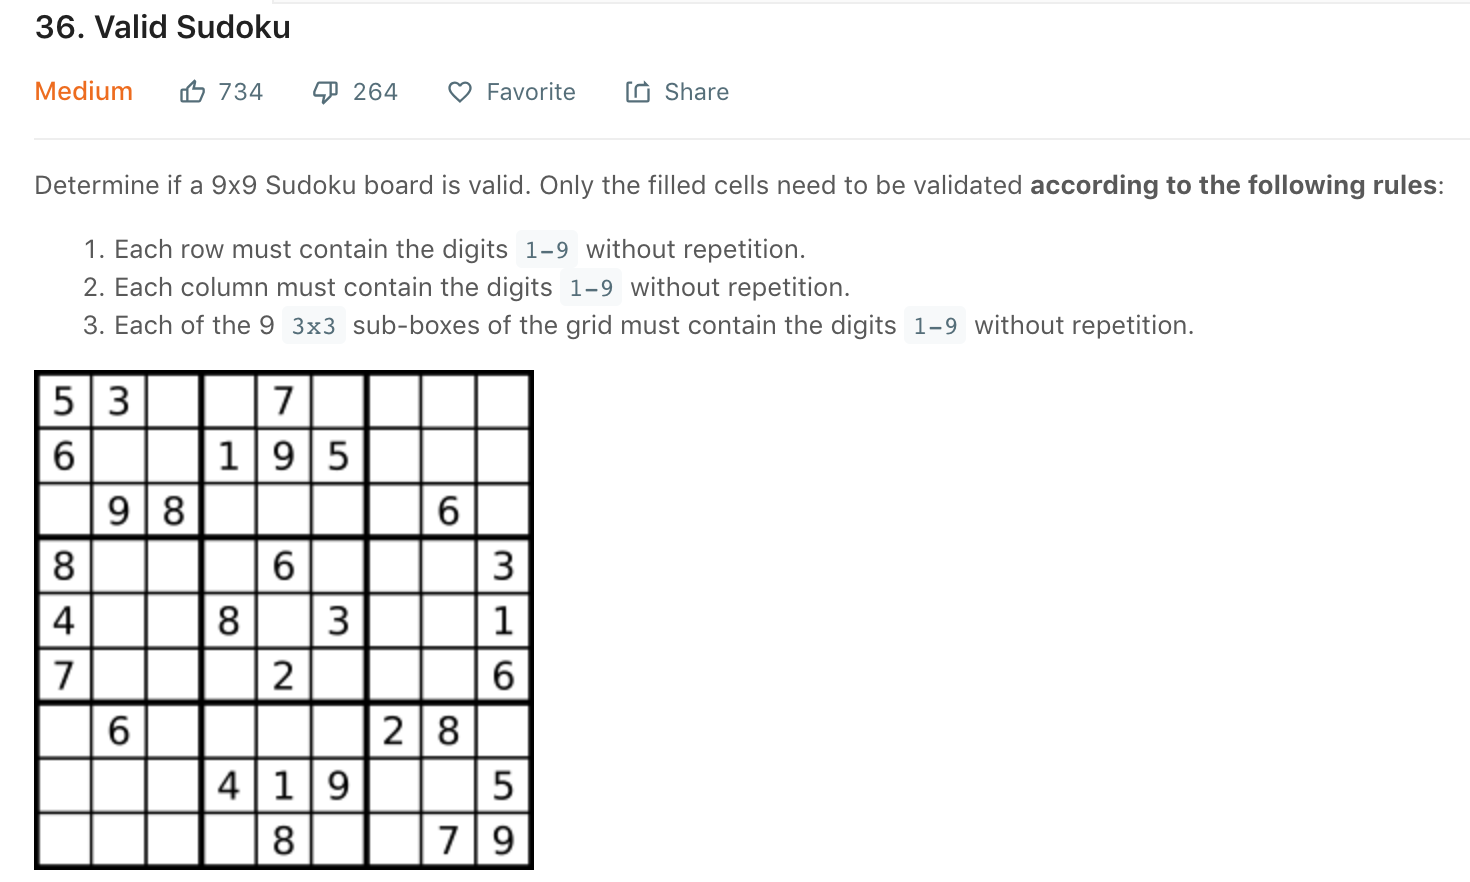 36. Valid Sudoku
Medium 734 264 Favorite Share
Determine if a 9x9 Sudoku board is valid. Only the filled cells need to be validated according to the following rules:
1. Each row must contain the digits 1-9 without repetition.
2. Each column must contain the digits 1-9 without repetition.
3. Each of the 9 3x3 sub-boxes of the grid must contain the digits 1-9 without repetition.
5 3 7
6 1 9 5
9 8 6
8 6 3
4 8 3 1
7 2 6
6 2 8
4 1 9 5
8 7 9